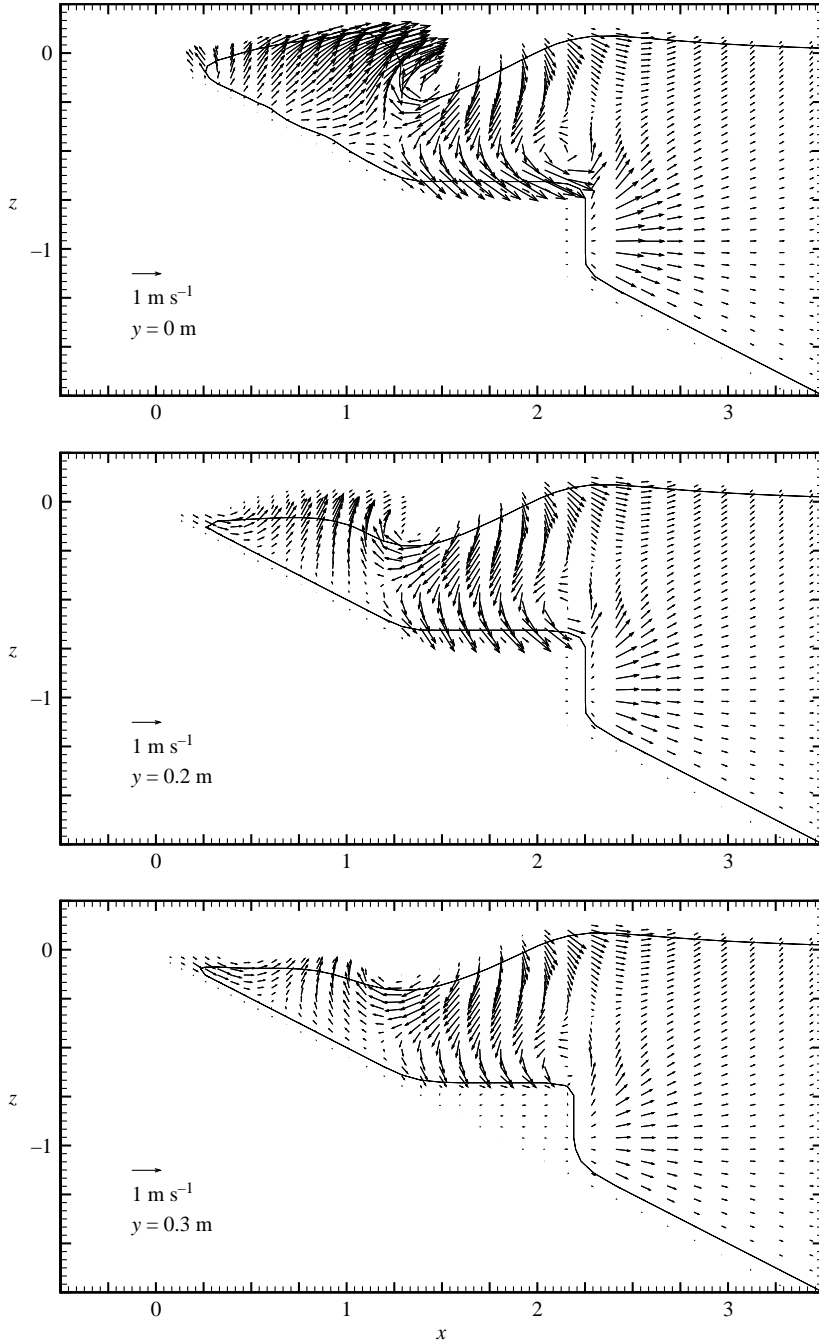 0
z
–1
1 m s–1
y = 0 m
0 1 2 3
0
z
–1
1 m s–1
y = 0.2 m
0 1 2 3
0
z
–1
1 m s–1
y = 0.3 m
0 1 2 3
x